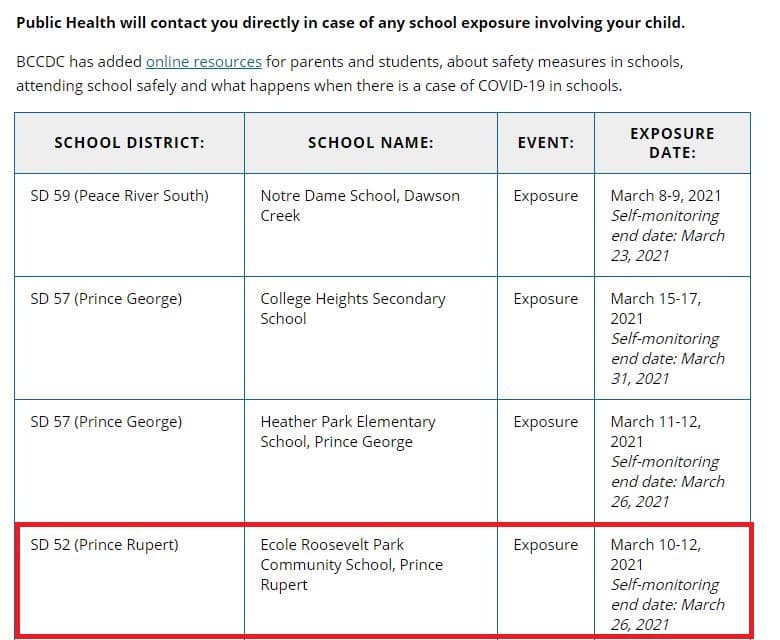 Public Health will contact you directly in case of any school exposure involving your child.
BCCDC has added online resources for parents and students, about safety measures in schools,
attending school safely and what happens when there is a case of COVID-19 in schools.
SCHOOL DISTRICT: SCHOOL NAME: EVENT: EXPOSURE
DATE:
SD 59 (Peace River South) Notre Dame School, Dawson Exposure March 8-9, 2021
Creek Self-monitoring
end date: March
23, 2021
SD 57 (Prince George) College Heights Secondary Exposure March 15-17,
School 2021
Self-monitoring
end date: March
31, 2021
SD 57 (Prince George) Heather Park Elementary Exposure March 11-12,
School, Prince George 2021
Self-monitoring
end date: March
26, 2021
SD 52 (Prince Rupert) Ecole Roosevelt Park Exposure March 10-12,
Community School, Prince 2021
Rupert Self-monitoring
end date: March
26, 2021